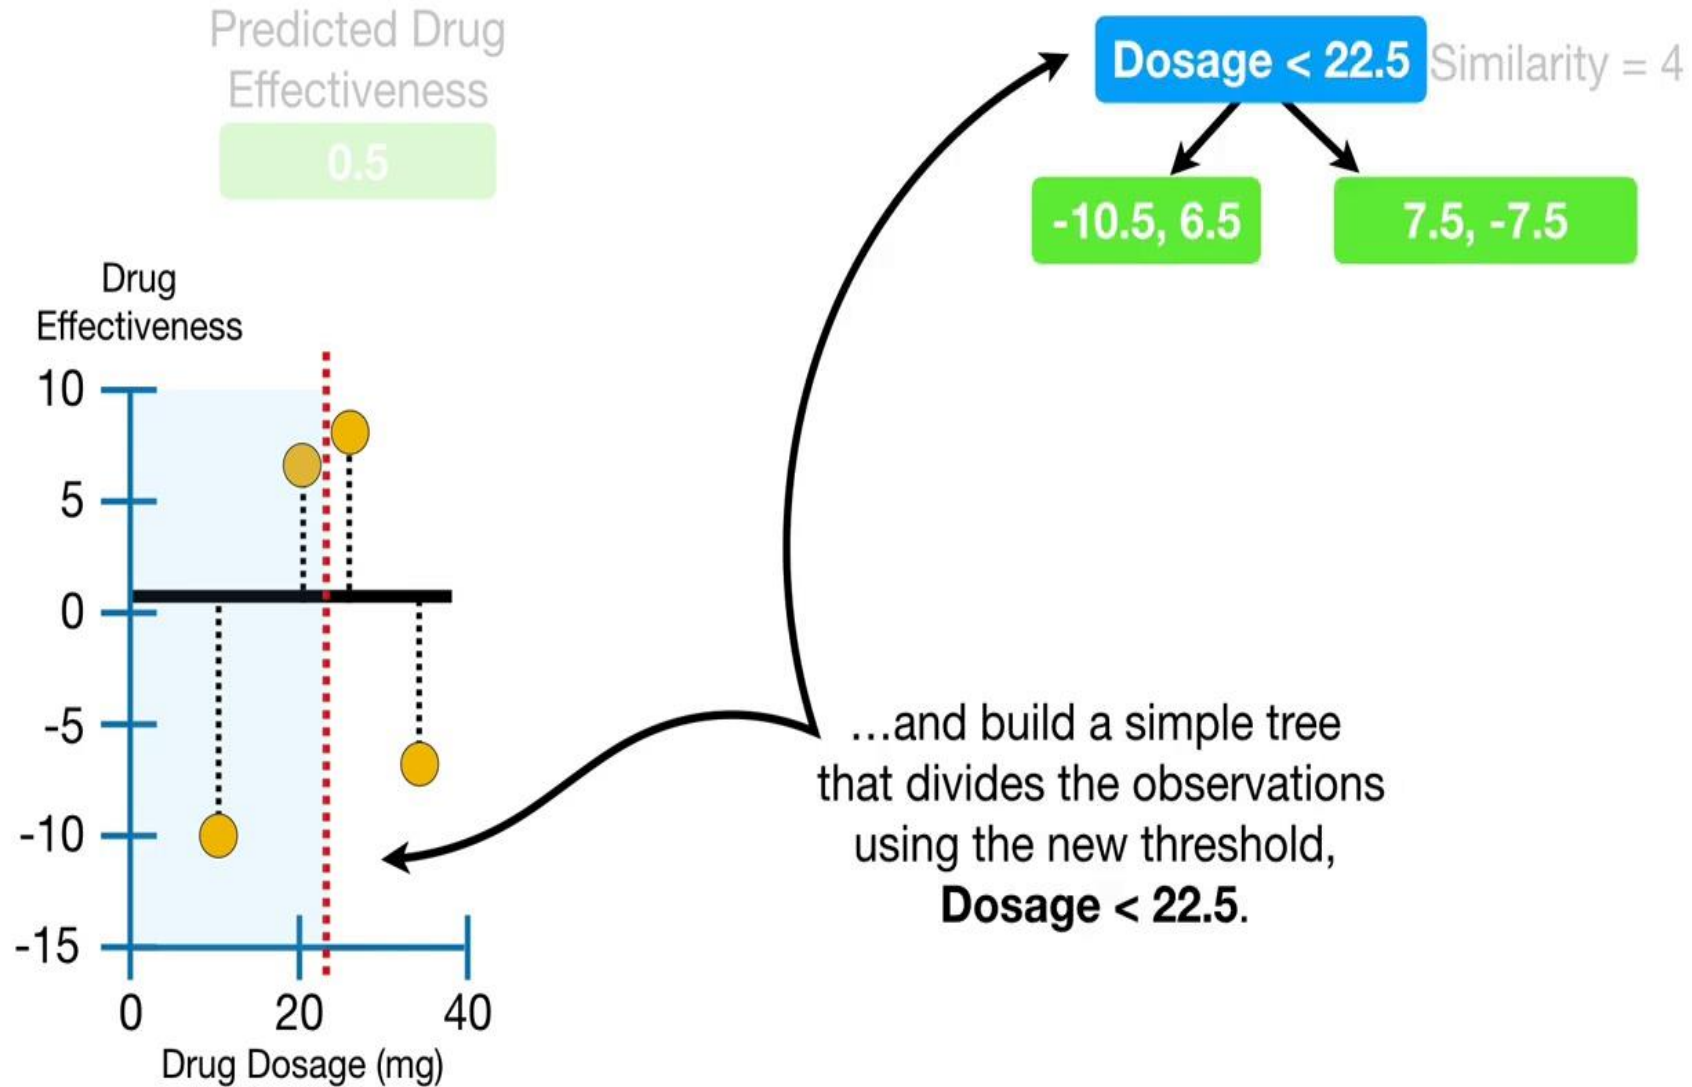 Predicted Drug
Effectiveness
0.5
Dosage < 22.5
Similarity = 4
-10.5, 6.5
7.5, -7.5
Drug
Effectiveness
10
5
0
-5
-10
-15
0
20
40
Drug Dosage (mg)
...and build a simple tree
that divides the observations
using the new threshold,
Dosage < 22.5.